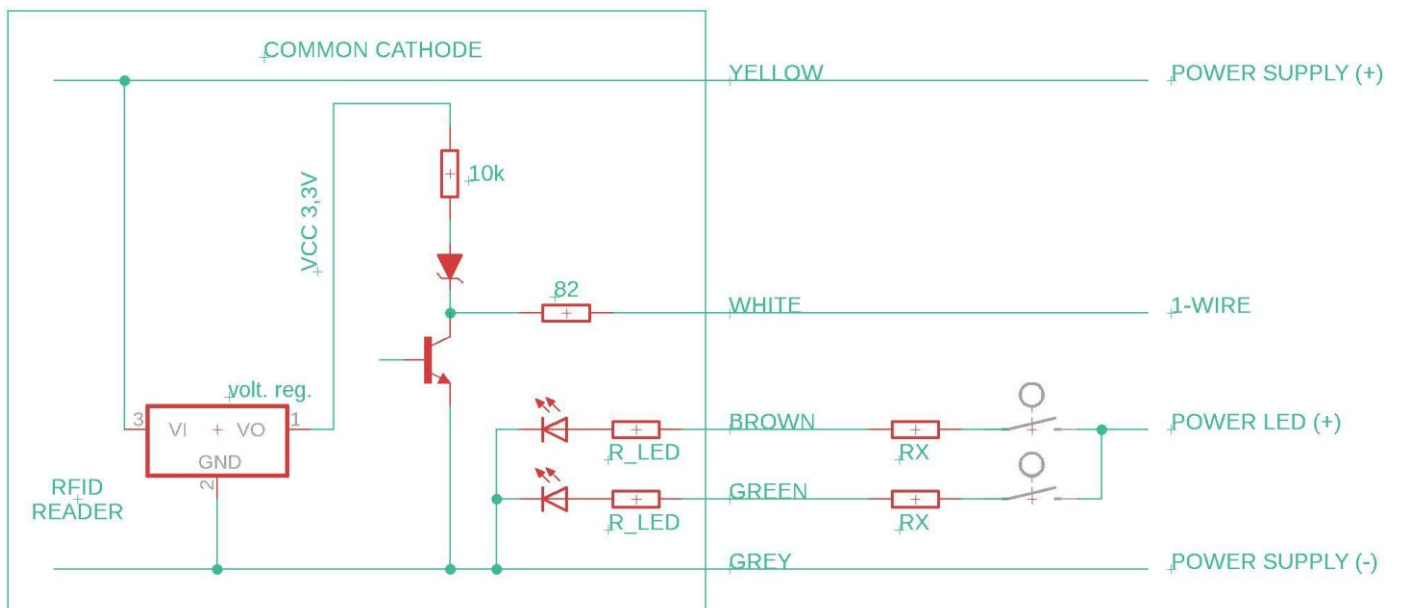 COMMON CATHODE
YELLOW
POWER SUPPLY (+)
10k
VCC 3,3V
82
WHITE
1-WIRE
volt. reg.
3
VI
VO
1
GND
2
BROWN
POWER LED (+)
R_LED
RX
RFID
READER
GREEN
R_LED
RX
GREY
POWER SUPPLY (-)